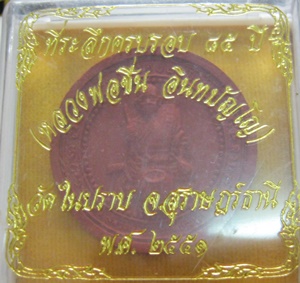 ที่ระลึกครบรอบ ๘๕ ปี
(หลวงพ่อชื่น อินทปัญโญ)
วัดในปราบ จ.สุราษฎร์ธานี
พ.ศ. ๒๕๕๑